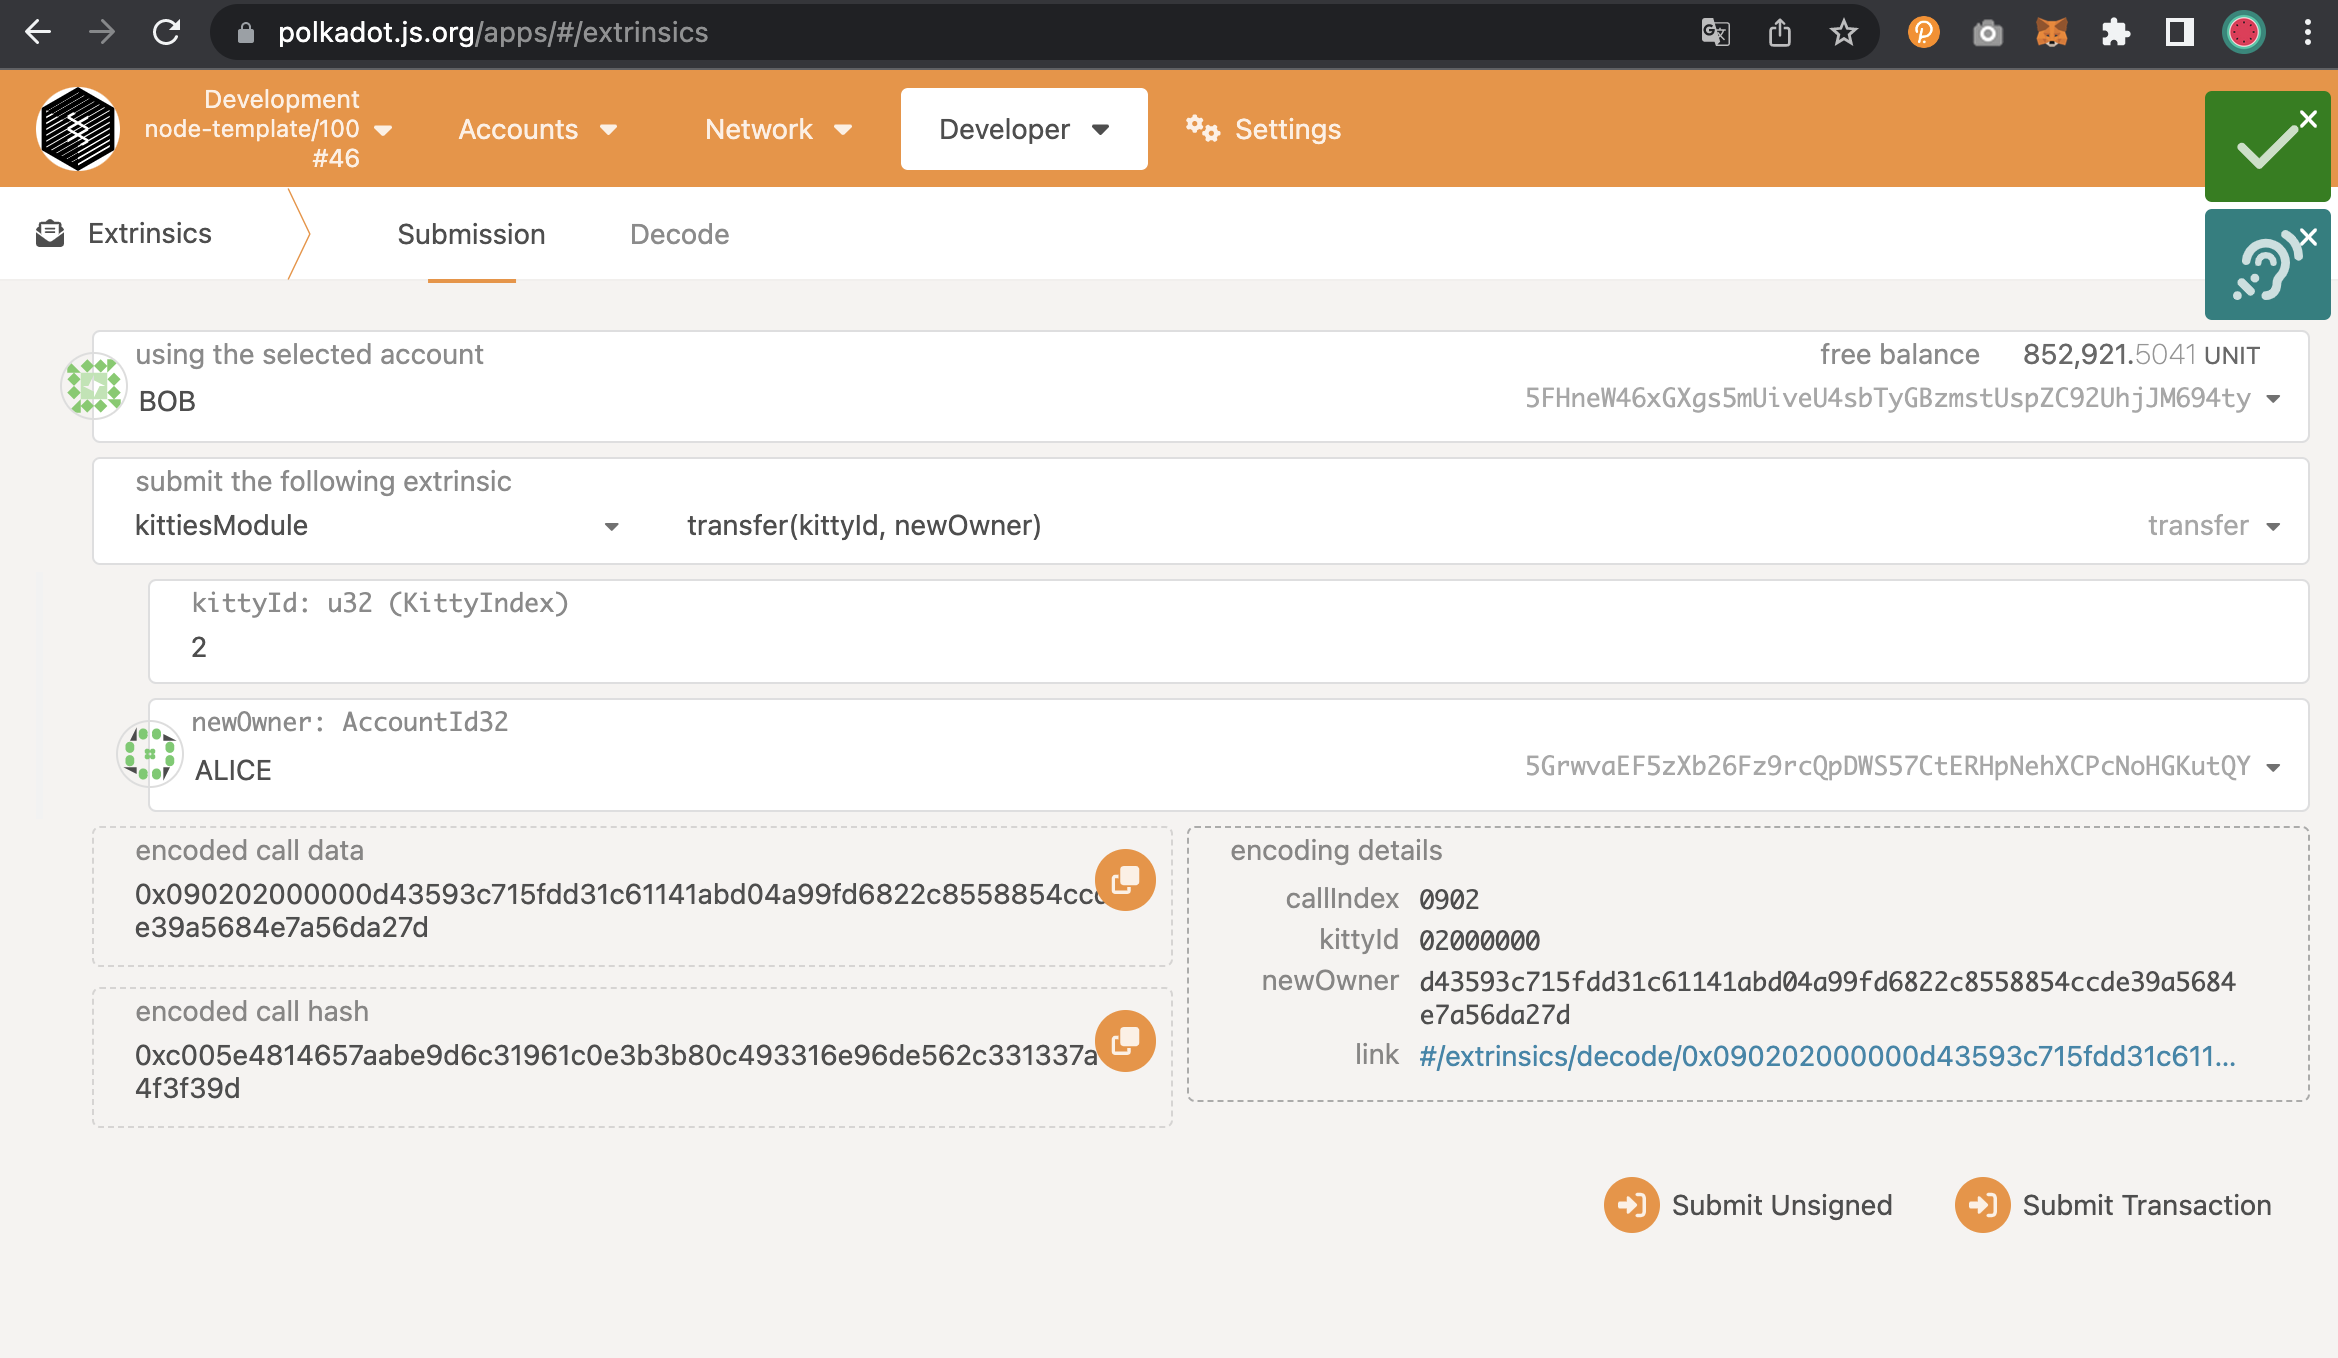 polkadot.js.org/apps/#/extrinsics
Development
node-template/100
#46
Accounts
Network
Developer
Settings
Extrinsics
Submission
Decode
using the selected account
free balance 852,921.5041 UNIT
BOB
5FHneW46xGXgs5mUiveU4sbTyGBzmstUspZC92UhjJM694ty
submit the following extrinsic
kittiesModule
transfer(kittyId, newOwner)
transfer
kittyId: u32 (KittyIndex)
2
newOwner: AccountId32
ALICE
5GrwvaEF5zXb26Fz9rcQpDWS57CtERHpNehXCPcNoHGKutQY
encoded call data
0x090202000000d43593c715fdd31c61141abd04a99fd6822c8558854ccd
e39a5684e7a56da27d
encoded call hash
0xc005e4814657aabe9d6c31961c0e3b3b80c493316e96de562c331337a
4f3f39d
encoding details
callIndex 0902
kittyId 02000000
newOwner d43593c715fdd31c61141abd04a99fd6822c8558854ccde39a5684
e7a56da27d
link #/extrinsics/decode/0x090202000000d43593c715fdd31c611...
Submit Unsigned
Submit Transaction